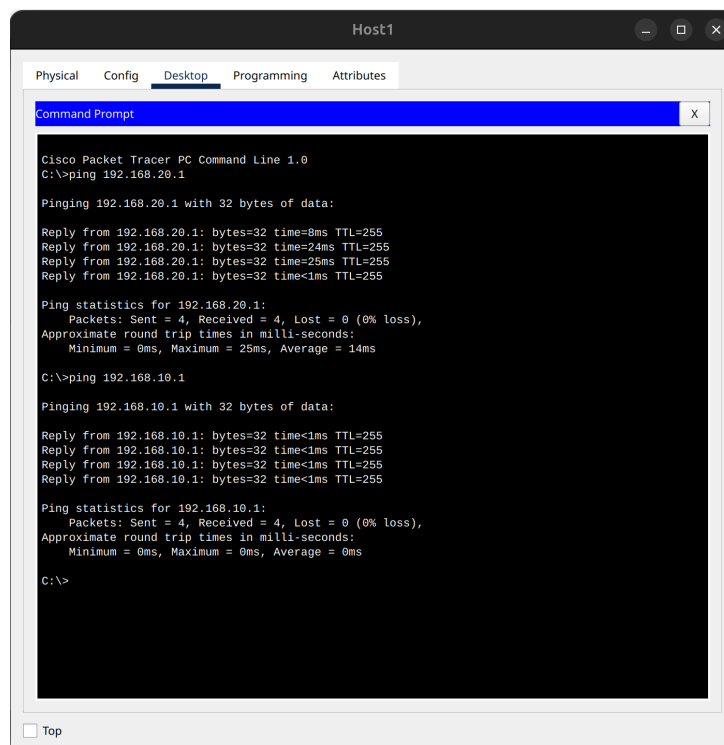 Host1
Physical Config Desktop Programming Attributes
Command Prompt X
Cisco Packet Tracer PC Command Line 1.0
C:\>ping 192.168.20.1
Pinging 192.168.20.1 with 32 bytes of data:
Reply from 192.168.20.1: bytes=32 time=8ms TTL=255
Reply from 192.168.20.1: bytes=32 time=24ms TTL=255
Reply from 192.168.20.1: bytes=32 time=25ms TTL=255
Reply from 192.168.20.1: bytes=32 time<1ms TTL=255
Ping statistics for 192.168.20.1:
Packets: Sent = 4, Received = 4, Lost = 0 (0% loss),
Approximate round trip times in milli-seconds:
Minimum = 0ms, Maximum = 25ms, Average = 14ms
C:\>ping 192.168.10.1
Pinging 192.168.10.1 with 32 bytes of data:
Reply from 192.168.10.1: bytes=32 time<1ms TTL=255
Reply from 192.168.10.1: bytes=32 time<1ms TTL=255
Reply from 192.168.10.1: bytes=32 time<1ms TTL=255
Reply from 192.168.10.1: bytes=32 time<1ms TTL=255
Ping statistics for 192.168.10.1:
Packets: Sent = 4, Received = 4, Lost = 0 (0% loss),
Approximate round trip times in milli-seconds:
Minimum = 0ms, Maximum = 0ms, Average = 0ms
C:\>
Top